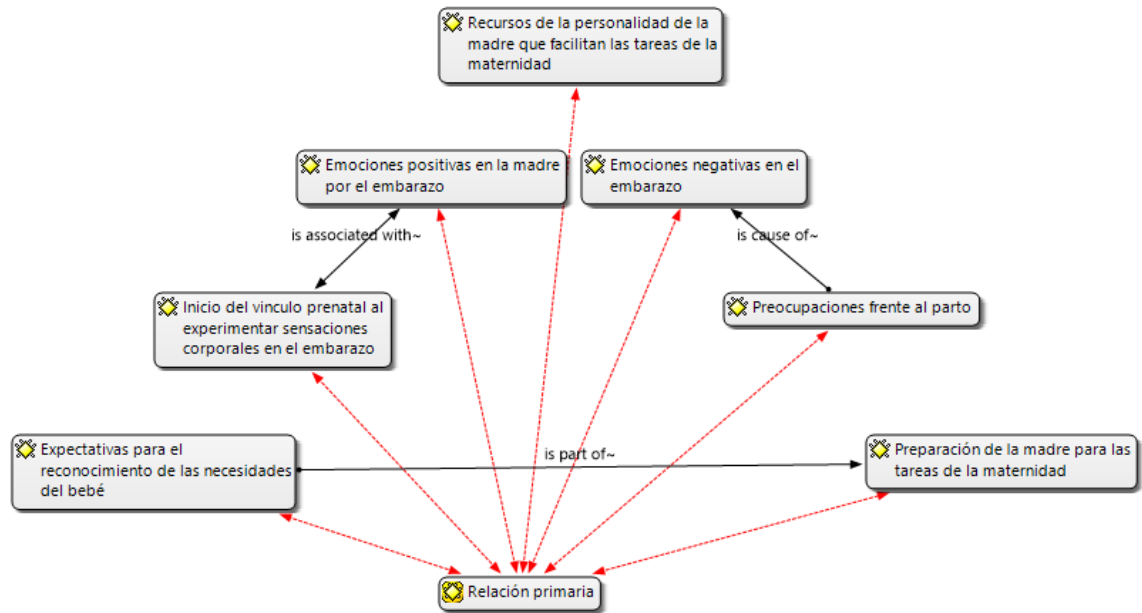 Recursos de la personalidad de la
madre que facilitan las tareas de la
maternidad
Emociones positivas en la madre
por el embarazo
Emociones negativas en el
embarazo
is associated with~
is cause of~
Inicio del vinculo prenatal al
experimentar sensaciones
corporales en el embarazo
Preocupaciones frente al parto
Expectativas para el
reconocimiento de las necesidades
del bebé
is part of~
Preparación de la madre para las
tareas de la maternidad
Relación primaria